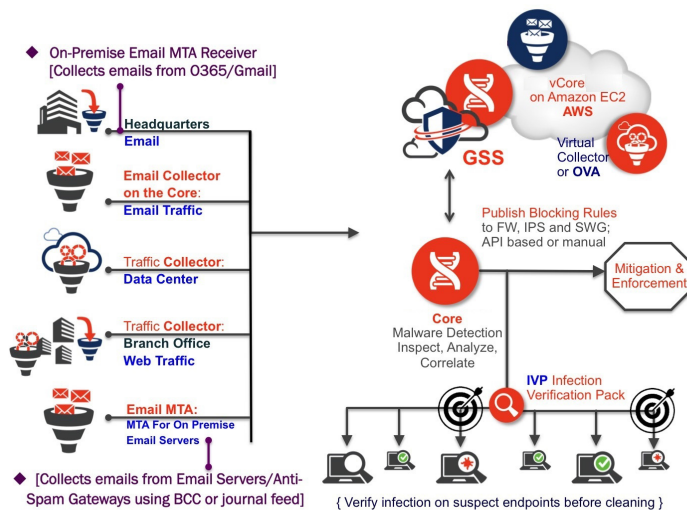 On-Premise Email MTA Receiver
[Collects emails from O365/Gmail]
Headquarters
Email
Email Collector
on the Core:
Email Traffic
Traffic Collector:
Data Center
Traffic Collector:
Branch Office
Web Traffic
Email MTA:
MTA For On Premise
Email Servers
[Collects emails from Email Servers/Anti-
Spam Gateways using BCC or journal feed]
vCore
on Amazon EC2
AWS
GSS
Virtual
Collector
or OVA
Publish Blocking Rules
to FW, IPS and SWG;
API based or manual
Mitigation &
Enforcement
Core
Malware Detection
Inspect, Analyze,
Correlate
IVP Infection
Verification Pack
{ Verify infection on suspect endpoints before cleaning }